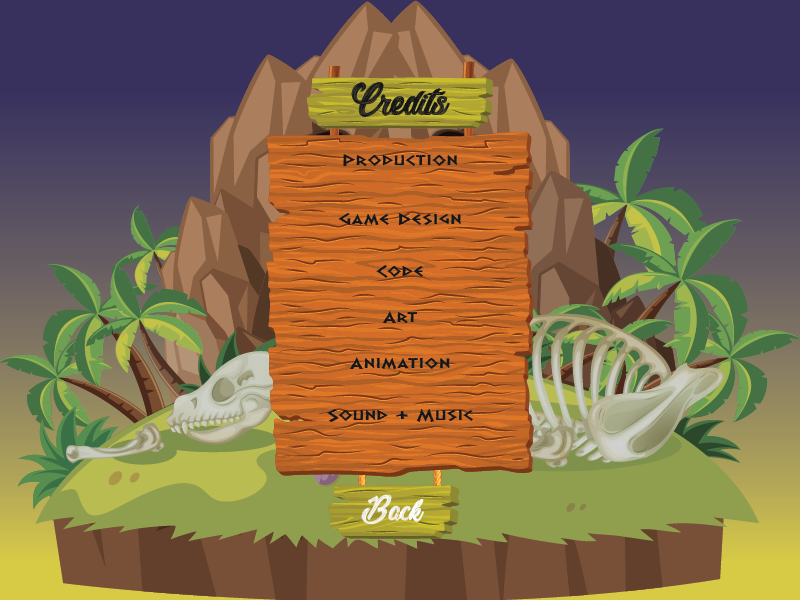 Credits
Production
Game Design
Code
Art
Animation
Sound + Music
Back